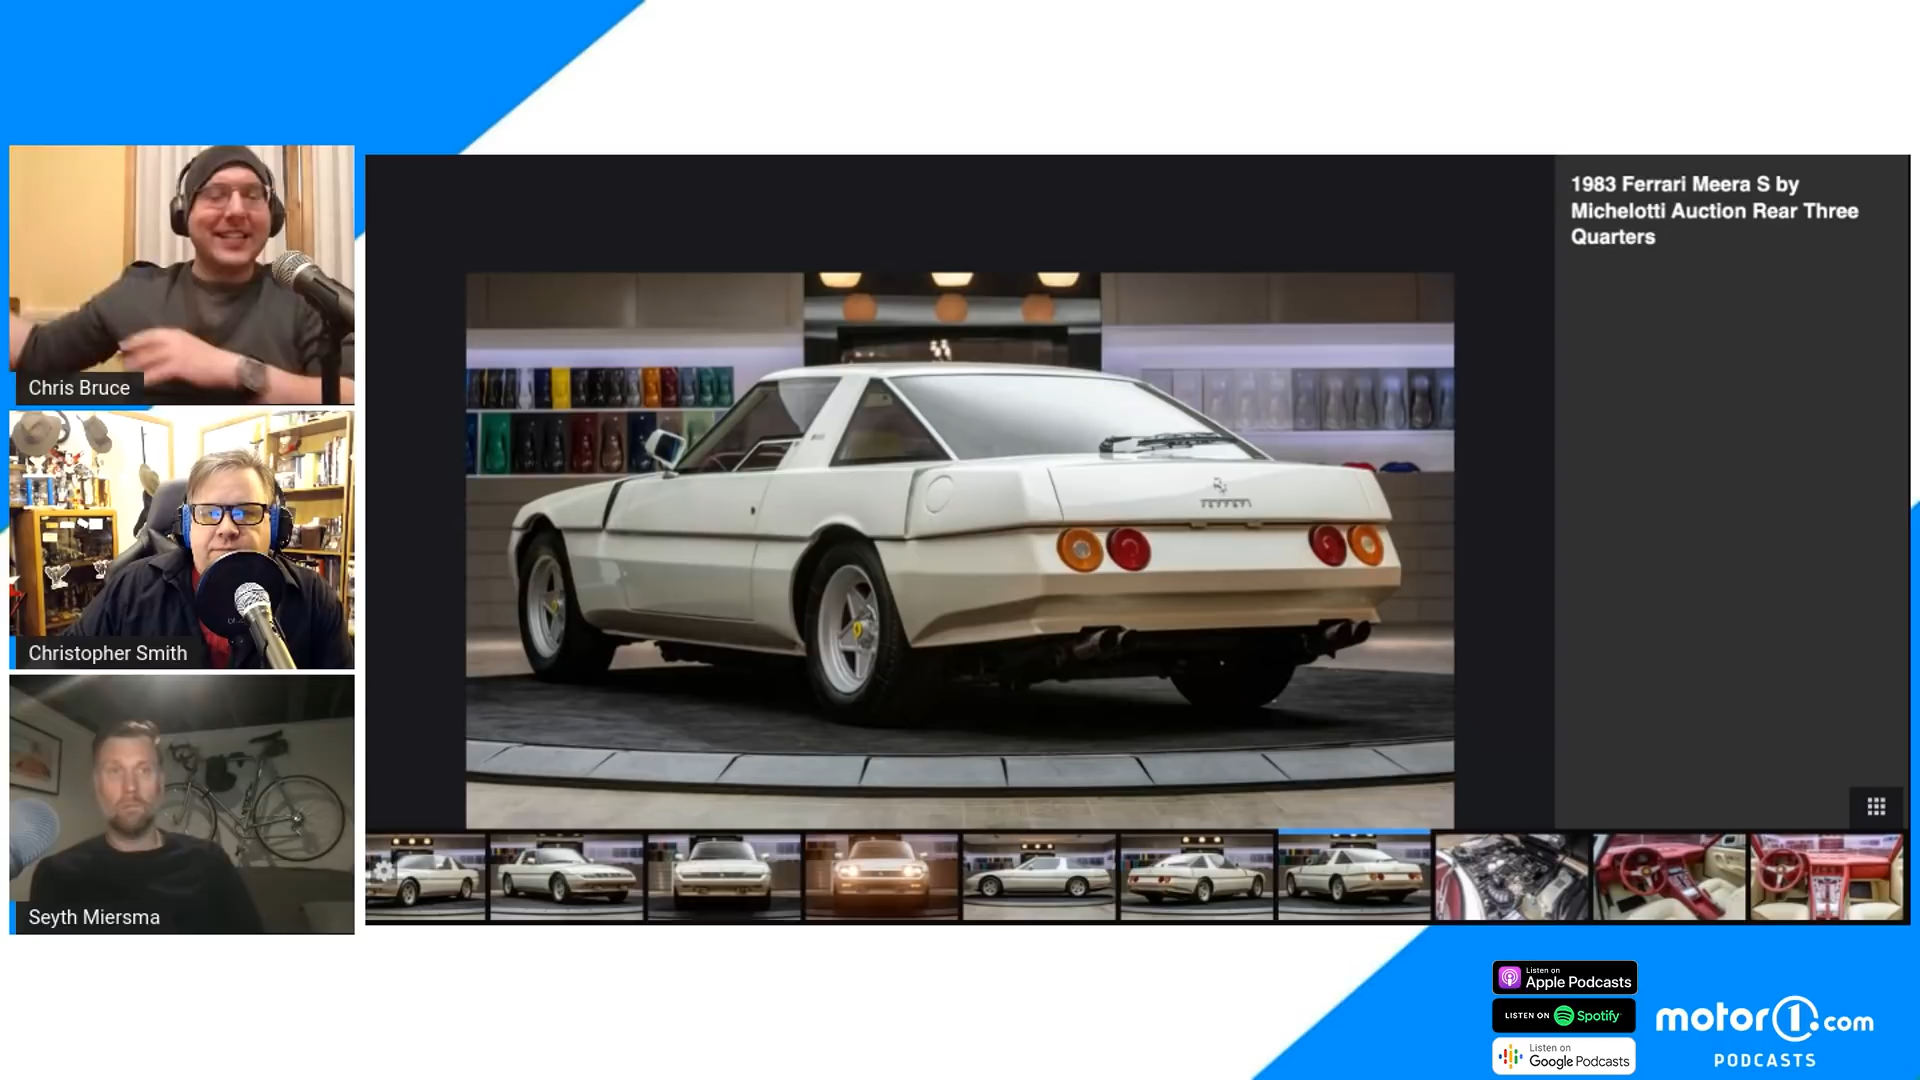 Chris Bruce
Christopher Smith
Seyth Miersma
1983 Ferrari Meera S by
Michelotti Auction Rear Three
Quarters
Ferrari
Listen on
Apple Podcasts
LISTEN ON Spotify
Listen on
Google Podcasts
motor1.com
PODCASTS